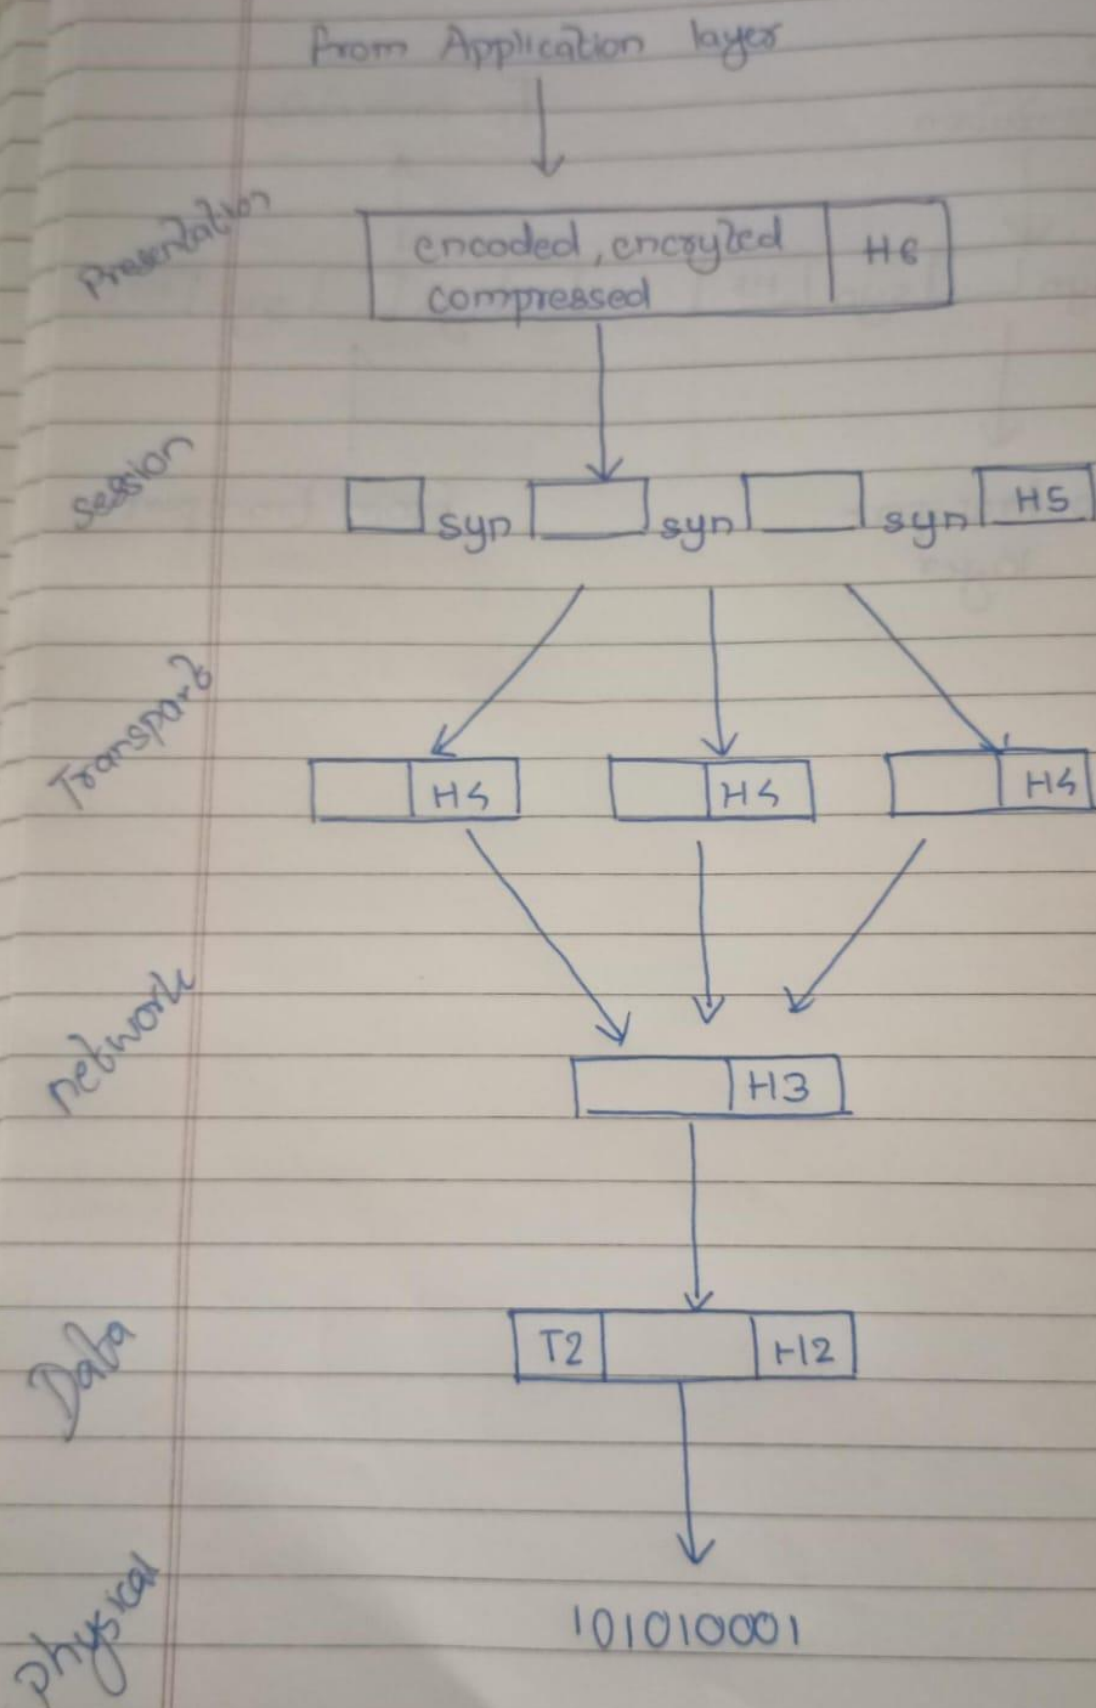 from Application layer
Presentation
encoded, encryted H6
compressed
Session
syn syn syn H5
Transpart
H4 H4 H4
network
H3
Data
T2 H2
physical
101010001